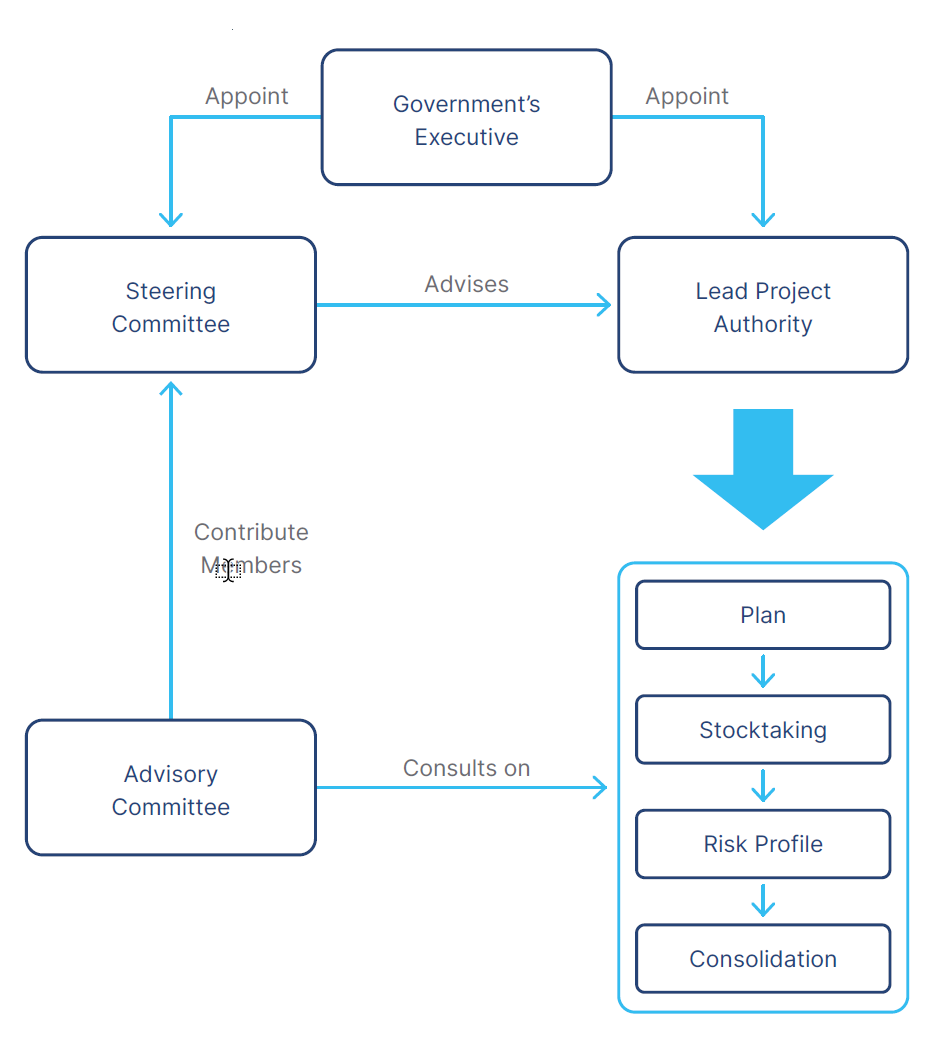 Appoint
Government’s
Executive
Appoint
Steering
Committee
Advises
Lead Project
Authority
Contribute
Members
Plan
Stocktaking
Risk Profile
Consolidation
Advisory
Committee
Consults on